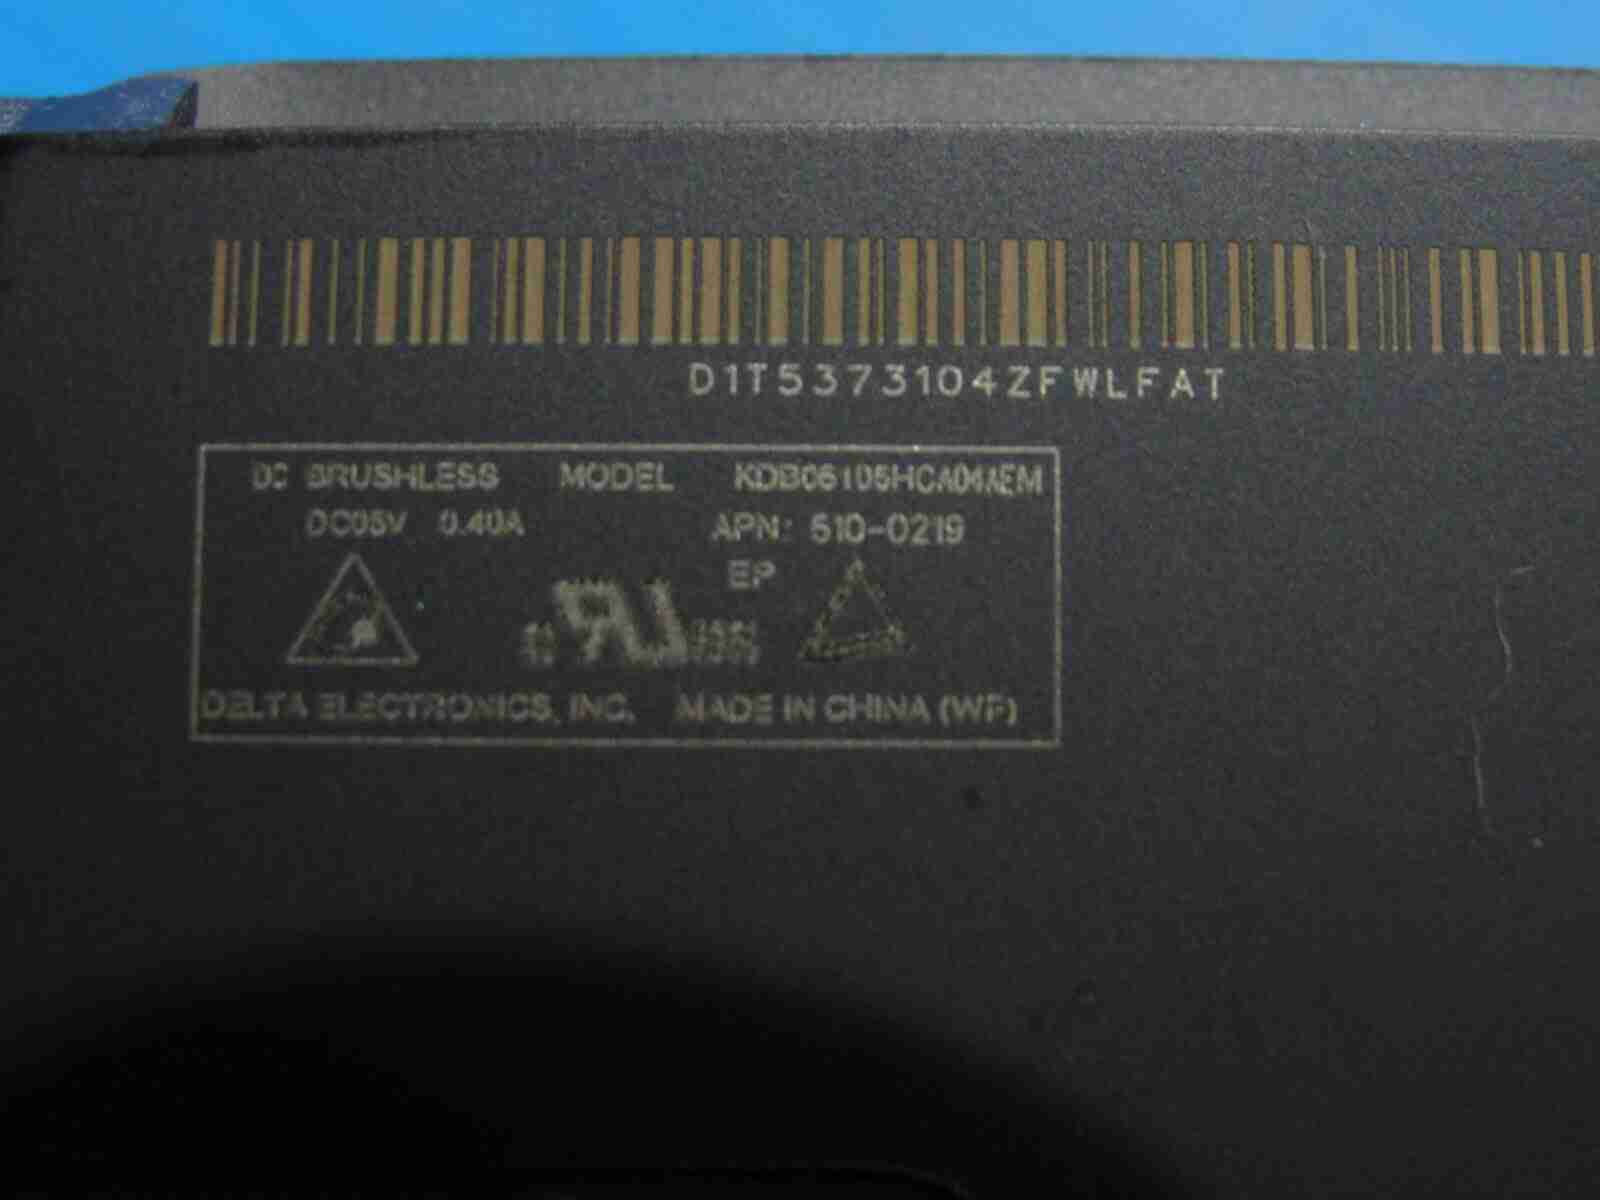 D1T5373104ZFWLFAT
DC BRUSHLESS MODEL KDB06105HCA04AEM
DC05V 0.40A APN: 610-0219
EP
DELTA ELECTRONICS, INC. MADE IN CHINA (WF)